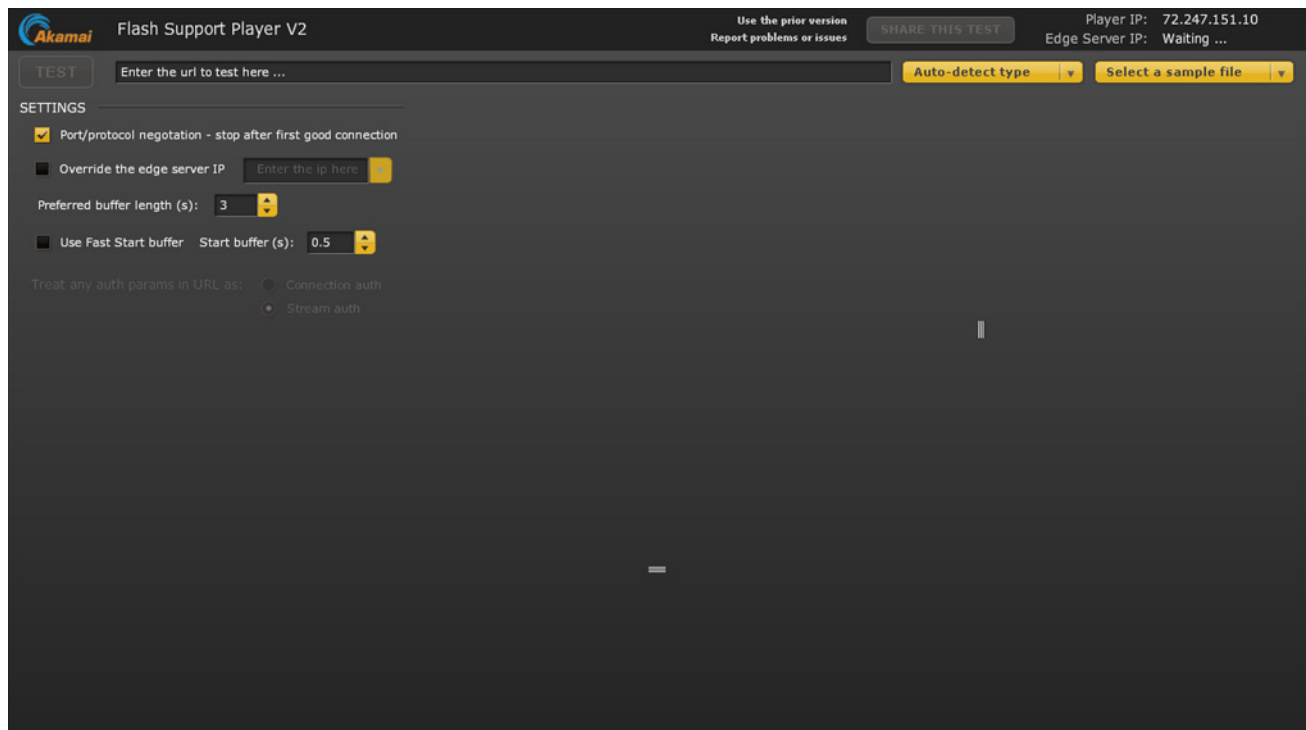 Akamai Flash Support Player V2
Use the prior version
Report problems or issues
SHARE THIS TEST
Player IP: 72.247.151.10
Edge Server IP: Waiting ...
TEST
Enter the url to test here ...
Auto-detect type
Select a sample file
SETTINGS
Port/protocol negotation - stop after first good connection
Override the edge server IP Enter the ip here
Preferred buffer length (s): 3
Use Fast Start buffer Start buffer (s): 0.5
Treat any auth params in URL as: Connection auth
Stream auth